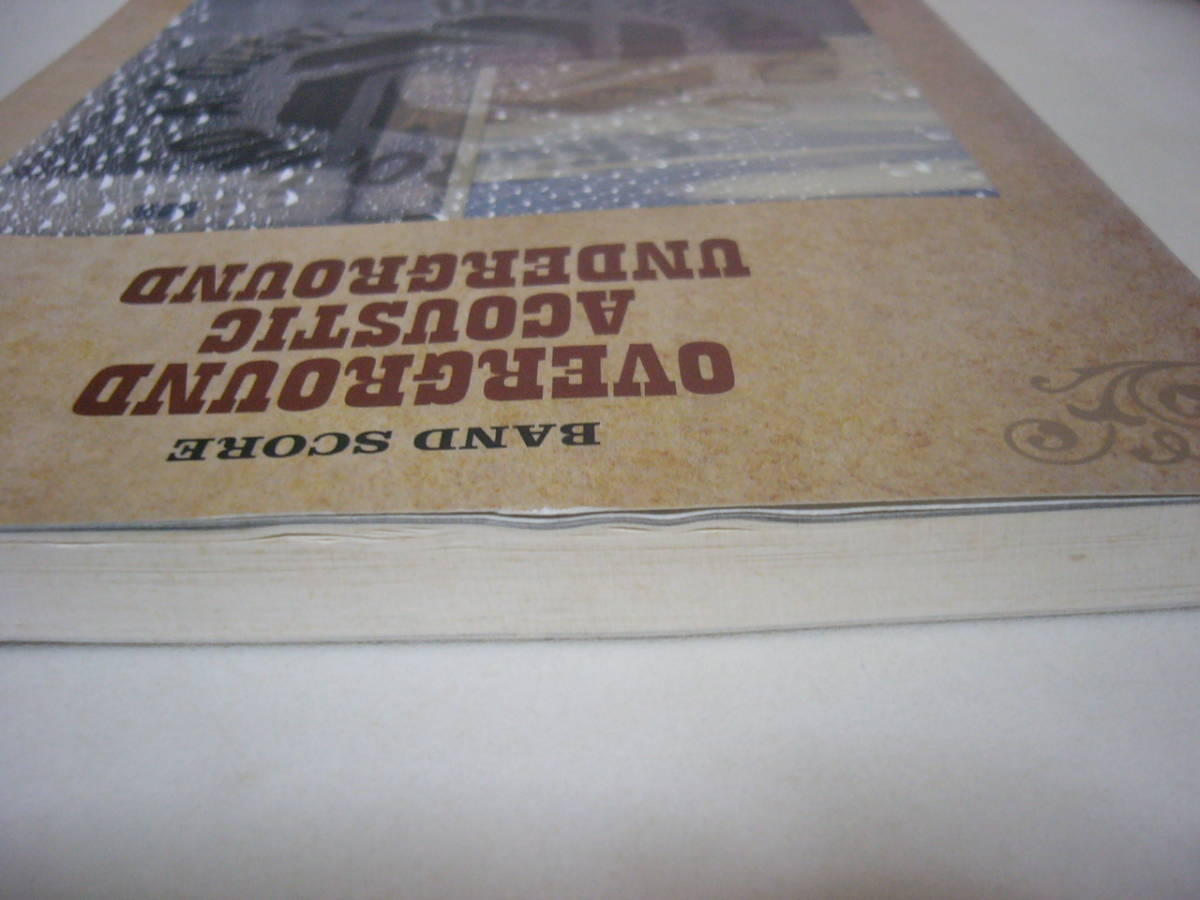 BAND SCORE
OVERGROUND
ACOUSTIC
UNDERGROUND